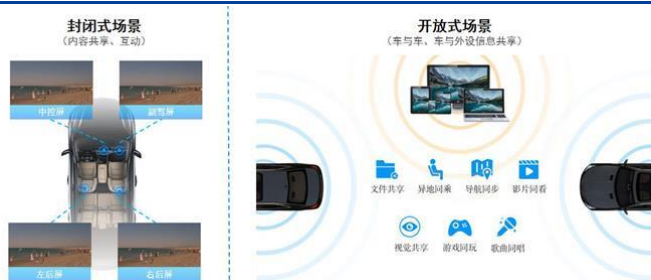 封闭式场景
（内容共享、互动）
中控屏
副驾屏
左后屏
右后屏
开放式场景
（车与车、车与外设信息共享）
文件共享
异地同乘
导航同步
影片同看
视觉共享
游戏同玩
歌曲同唱